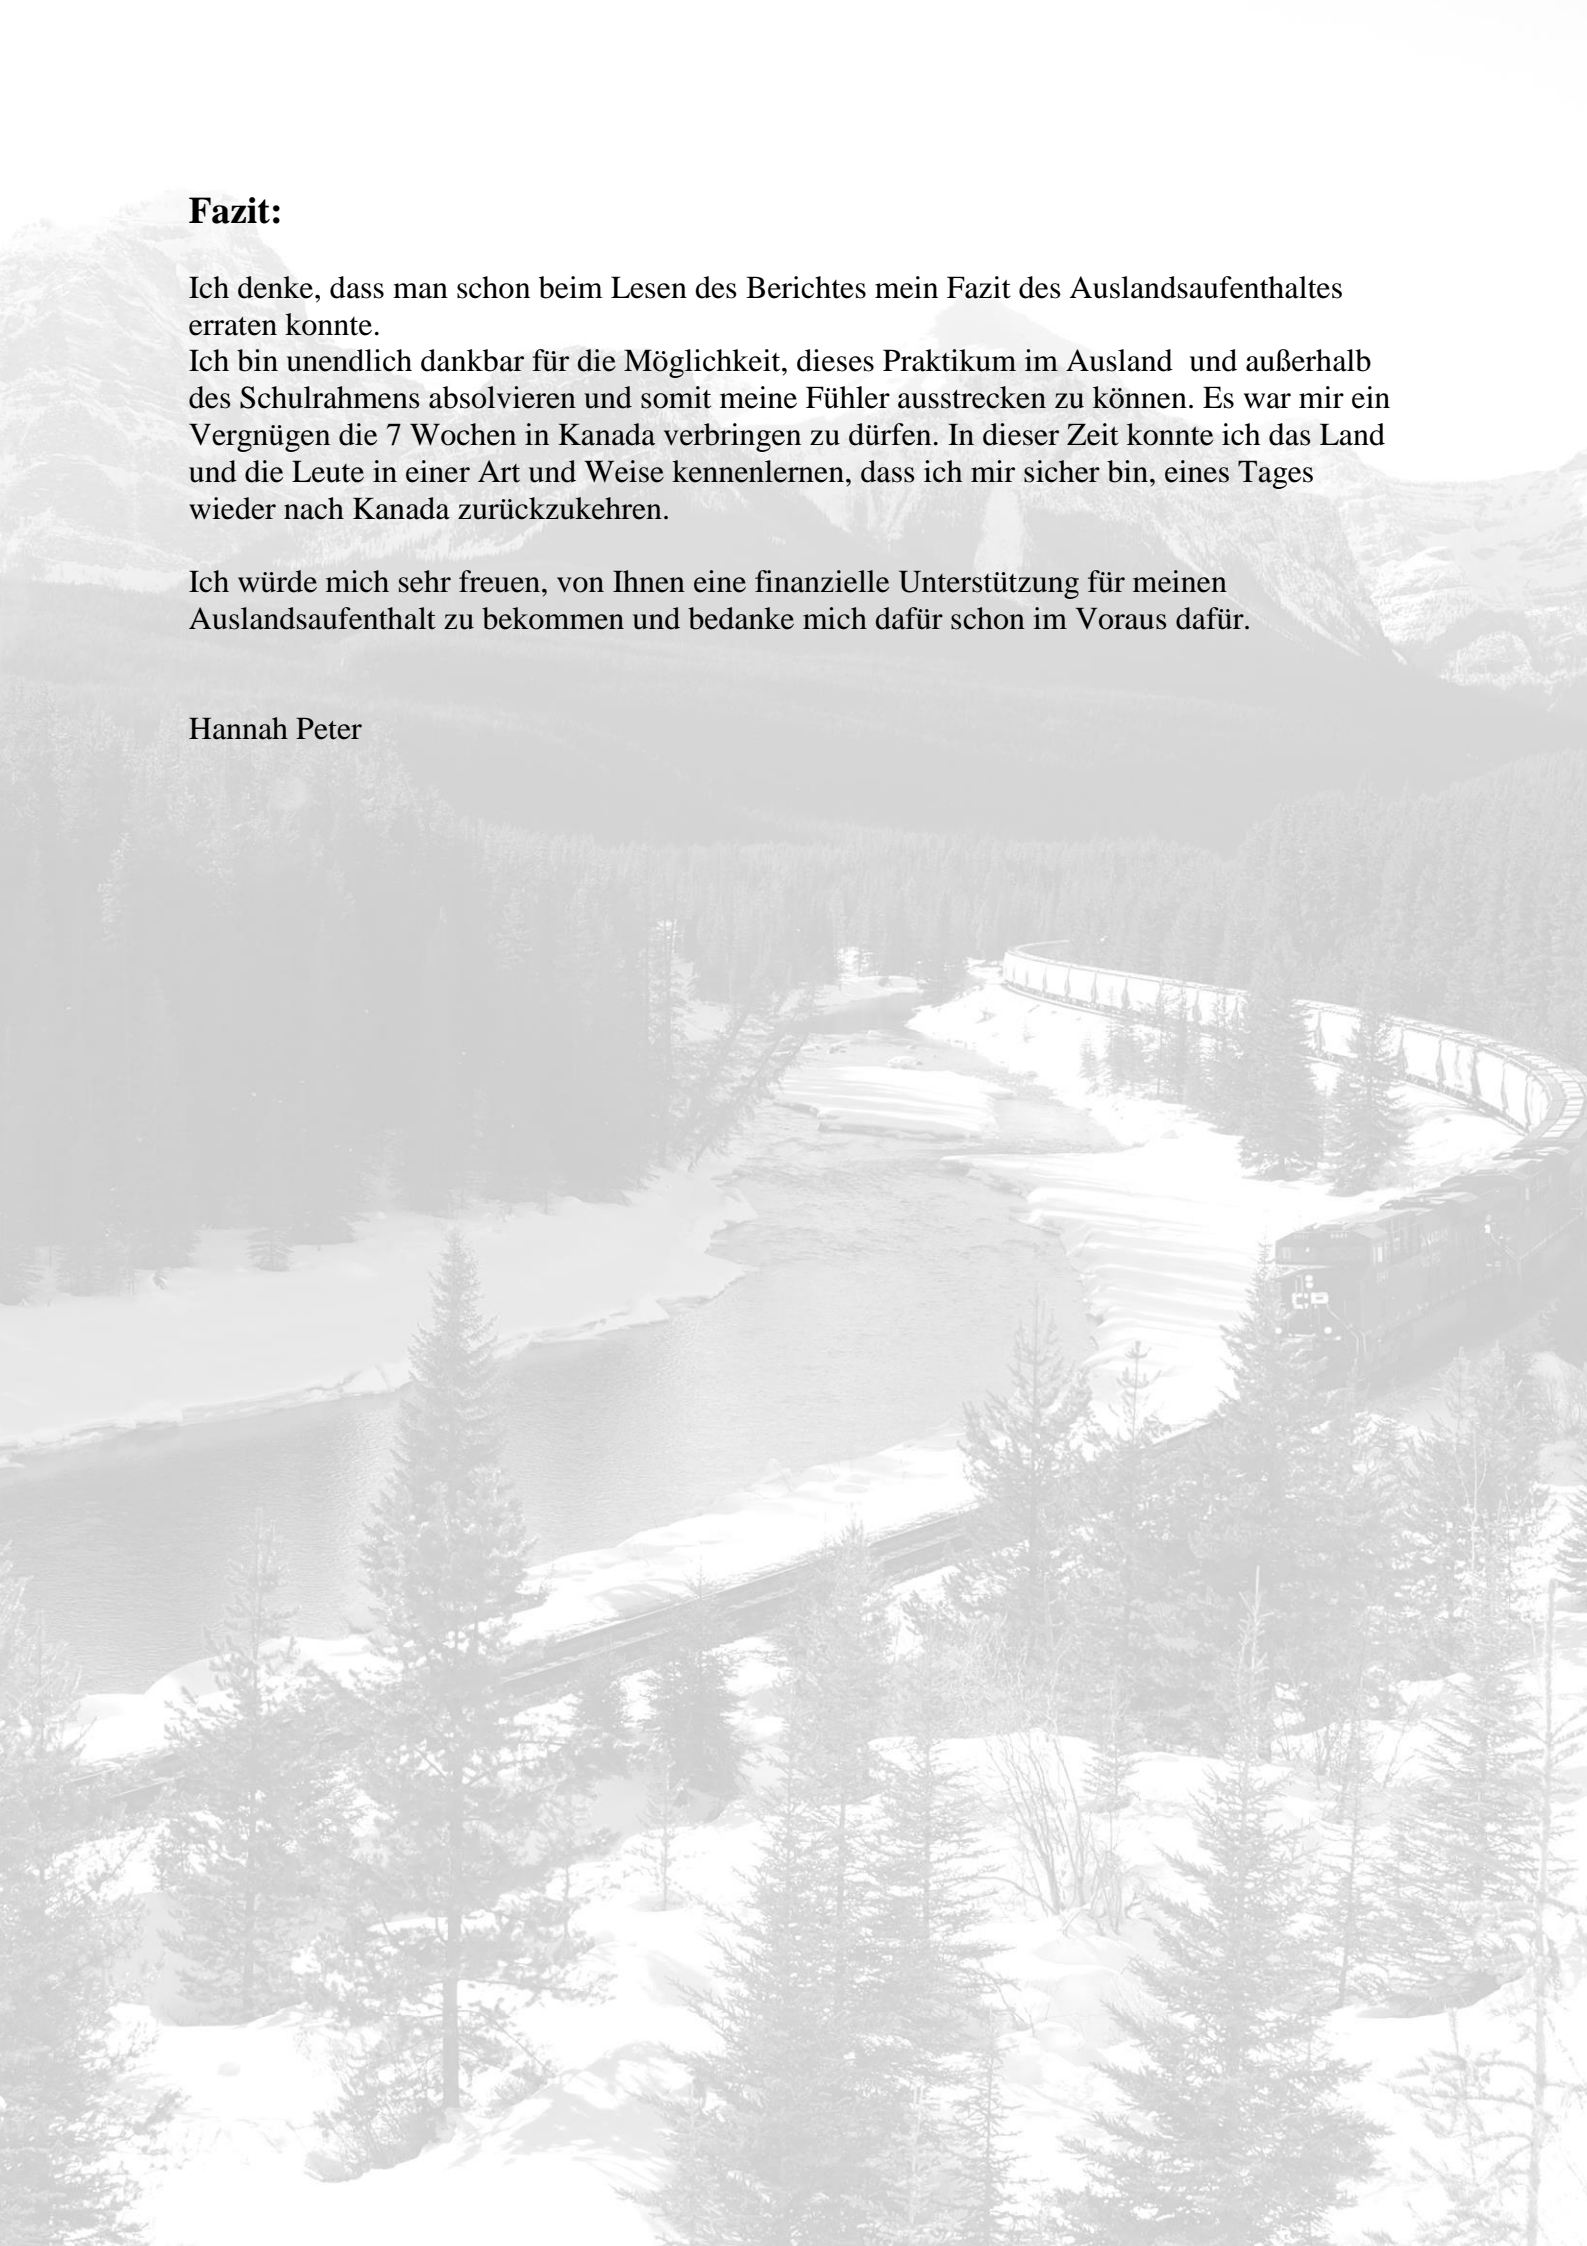 Fazit:
Ich denke, dass man schon beim Lesen des Berichtes mein Fazit des Auslandsaufenthaltes
erraten konnte.
Ich bin unendlich dankbar für die Möglichkeit, dieses Praktikum im Ausland  und außerhalb
des Schulrahmens absolvieren und somit meine Fühler ausstrecken zu können. Es war mir ein
Vergnügen die 7 Wochen in Kanada verbringen zu dürfen. In dieser Zeit konnte ich das Land
und die Leute in einer Art und Weise kennenlernen, dass ich mir sicher bin, eines Tages
wieder nach Kanada zurückzukehren.
Ich würde mich sehr freuen, von Ihnen eine finanzielle Unterstützung für meinen
Auslandsaufenthalt zu bekommen und bedanke mich dafür schon im Voraus dafür.
Hannah Peter